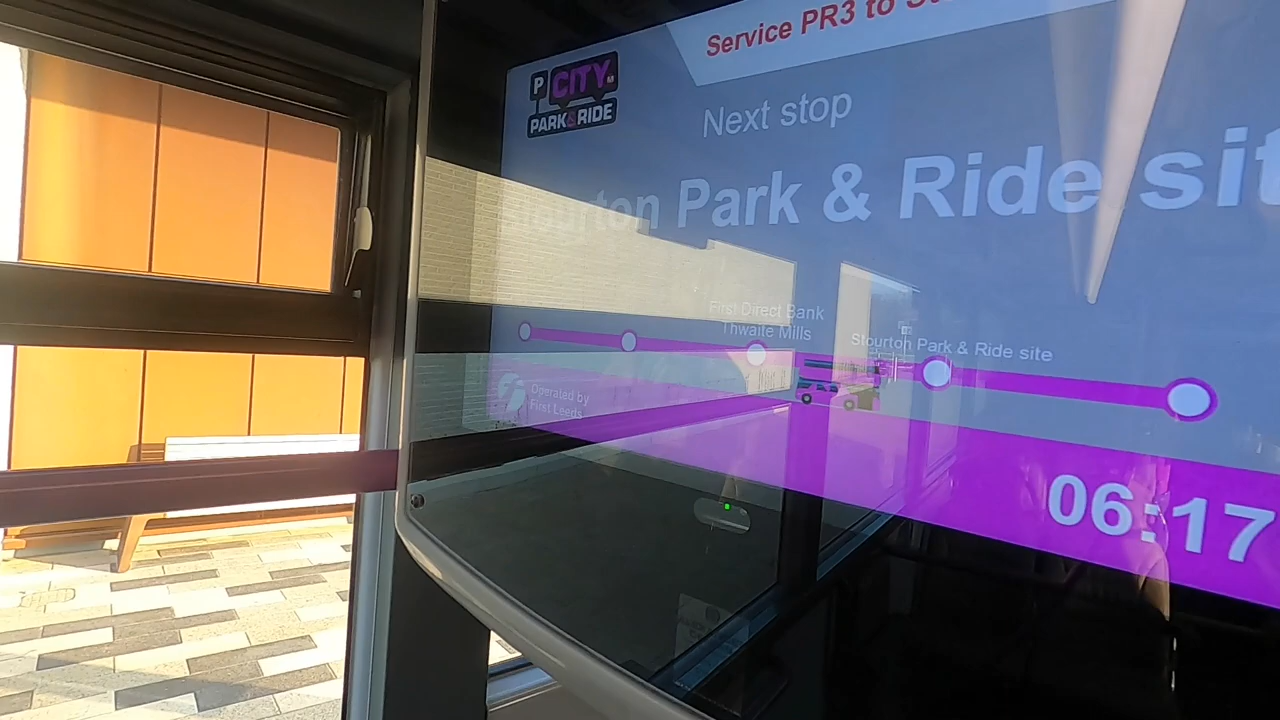 Service PR3 to
P CITY
PARK & RIDE
Next stop
Stourton Park & Ride
First Direct Bank
Thwaite Mills
Stourton Park & Ride site
Operated by
First Leeds
06:17